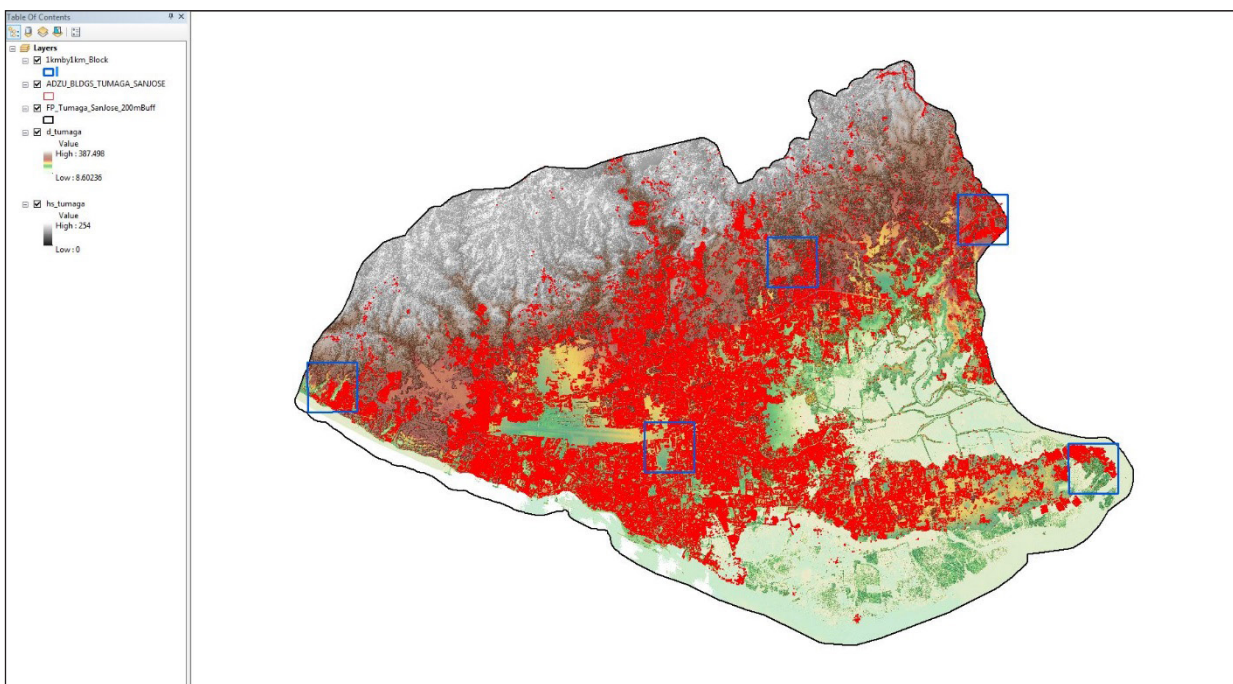 Table Of Contents
Layers
1kmby1km_Block
ADZU_BLDGS_TUMAGA_SANJOSE
FP_Tumaga_SanJose_200mBuff
d_tumaga
Value
High : 387.498
Low : 8.60236
hs_tumaga
Value
High : 254
Low : 0